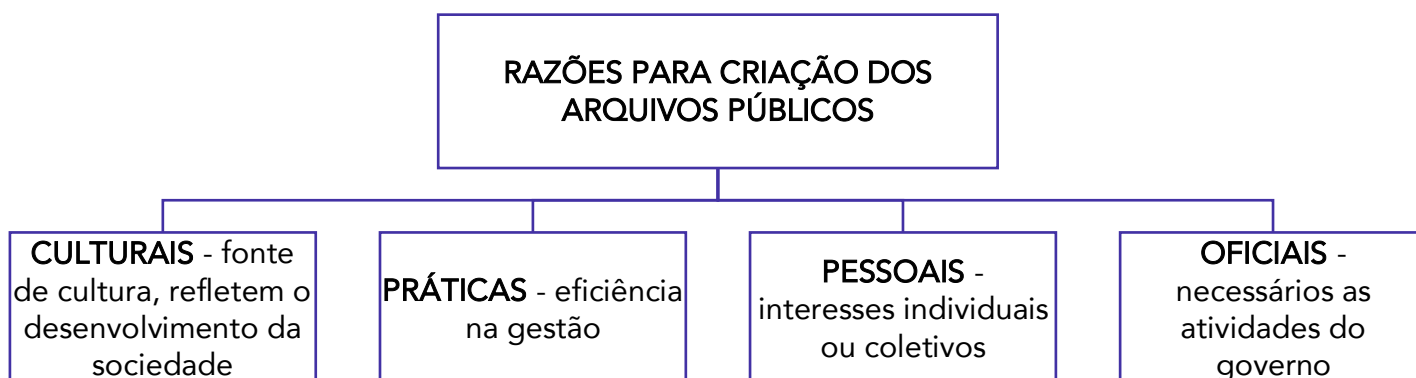 RAZÕES PARA CRIAÇÃO DOS
ARQUIVOS PÚBLICOS
CULTURAIS - fonte
de cultura, refletem o
desenvolvimento da
sociedade
PRÁTICAS - eficiência
na gestão
PESSOAIS -
interesses individuais
ou coletivos
OFICIAIS -
necessários as
atividades do
governo